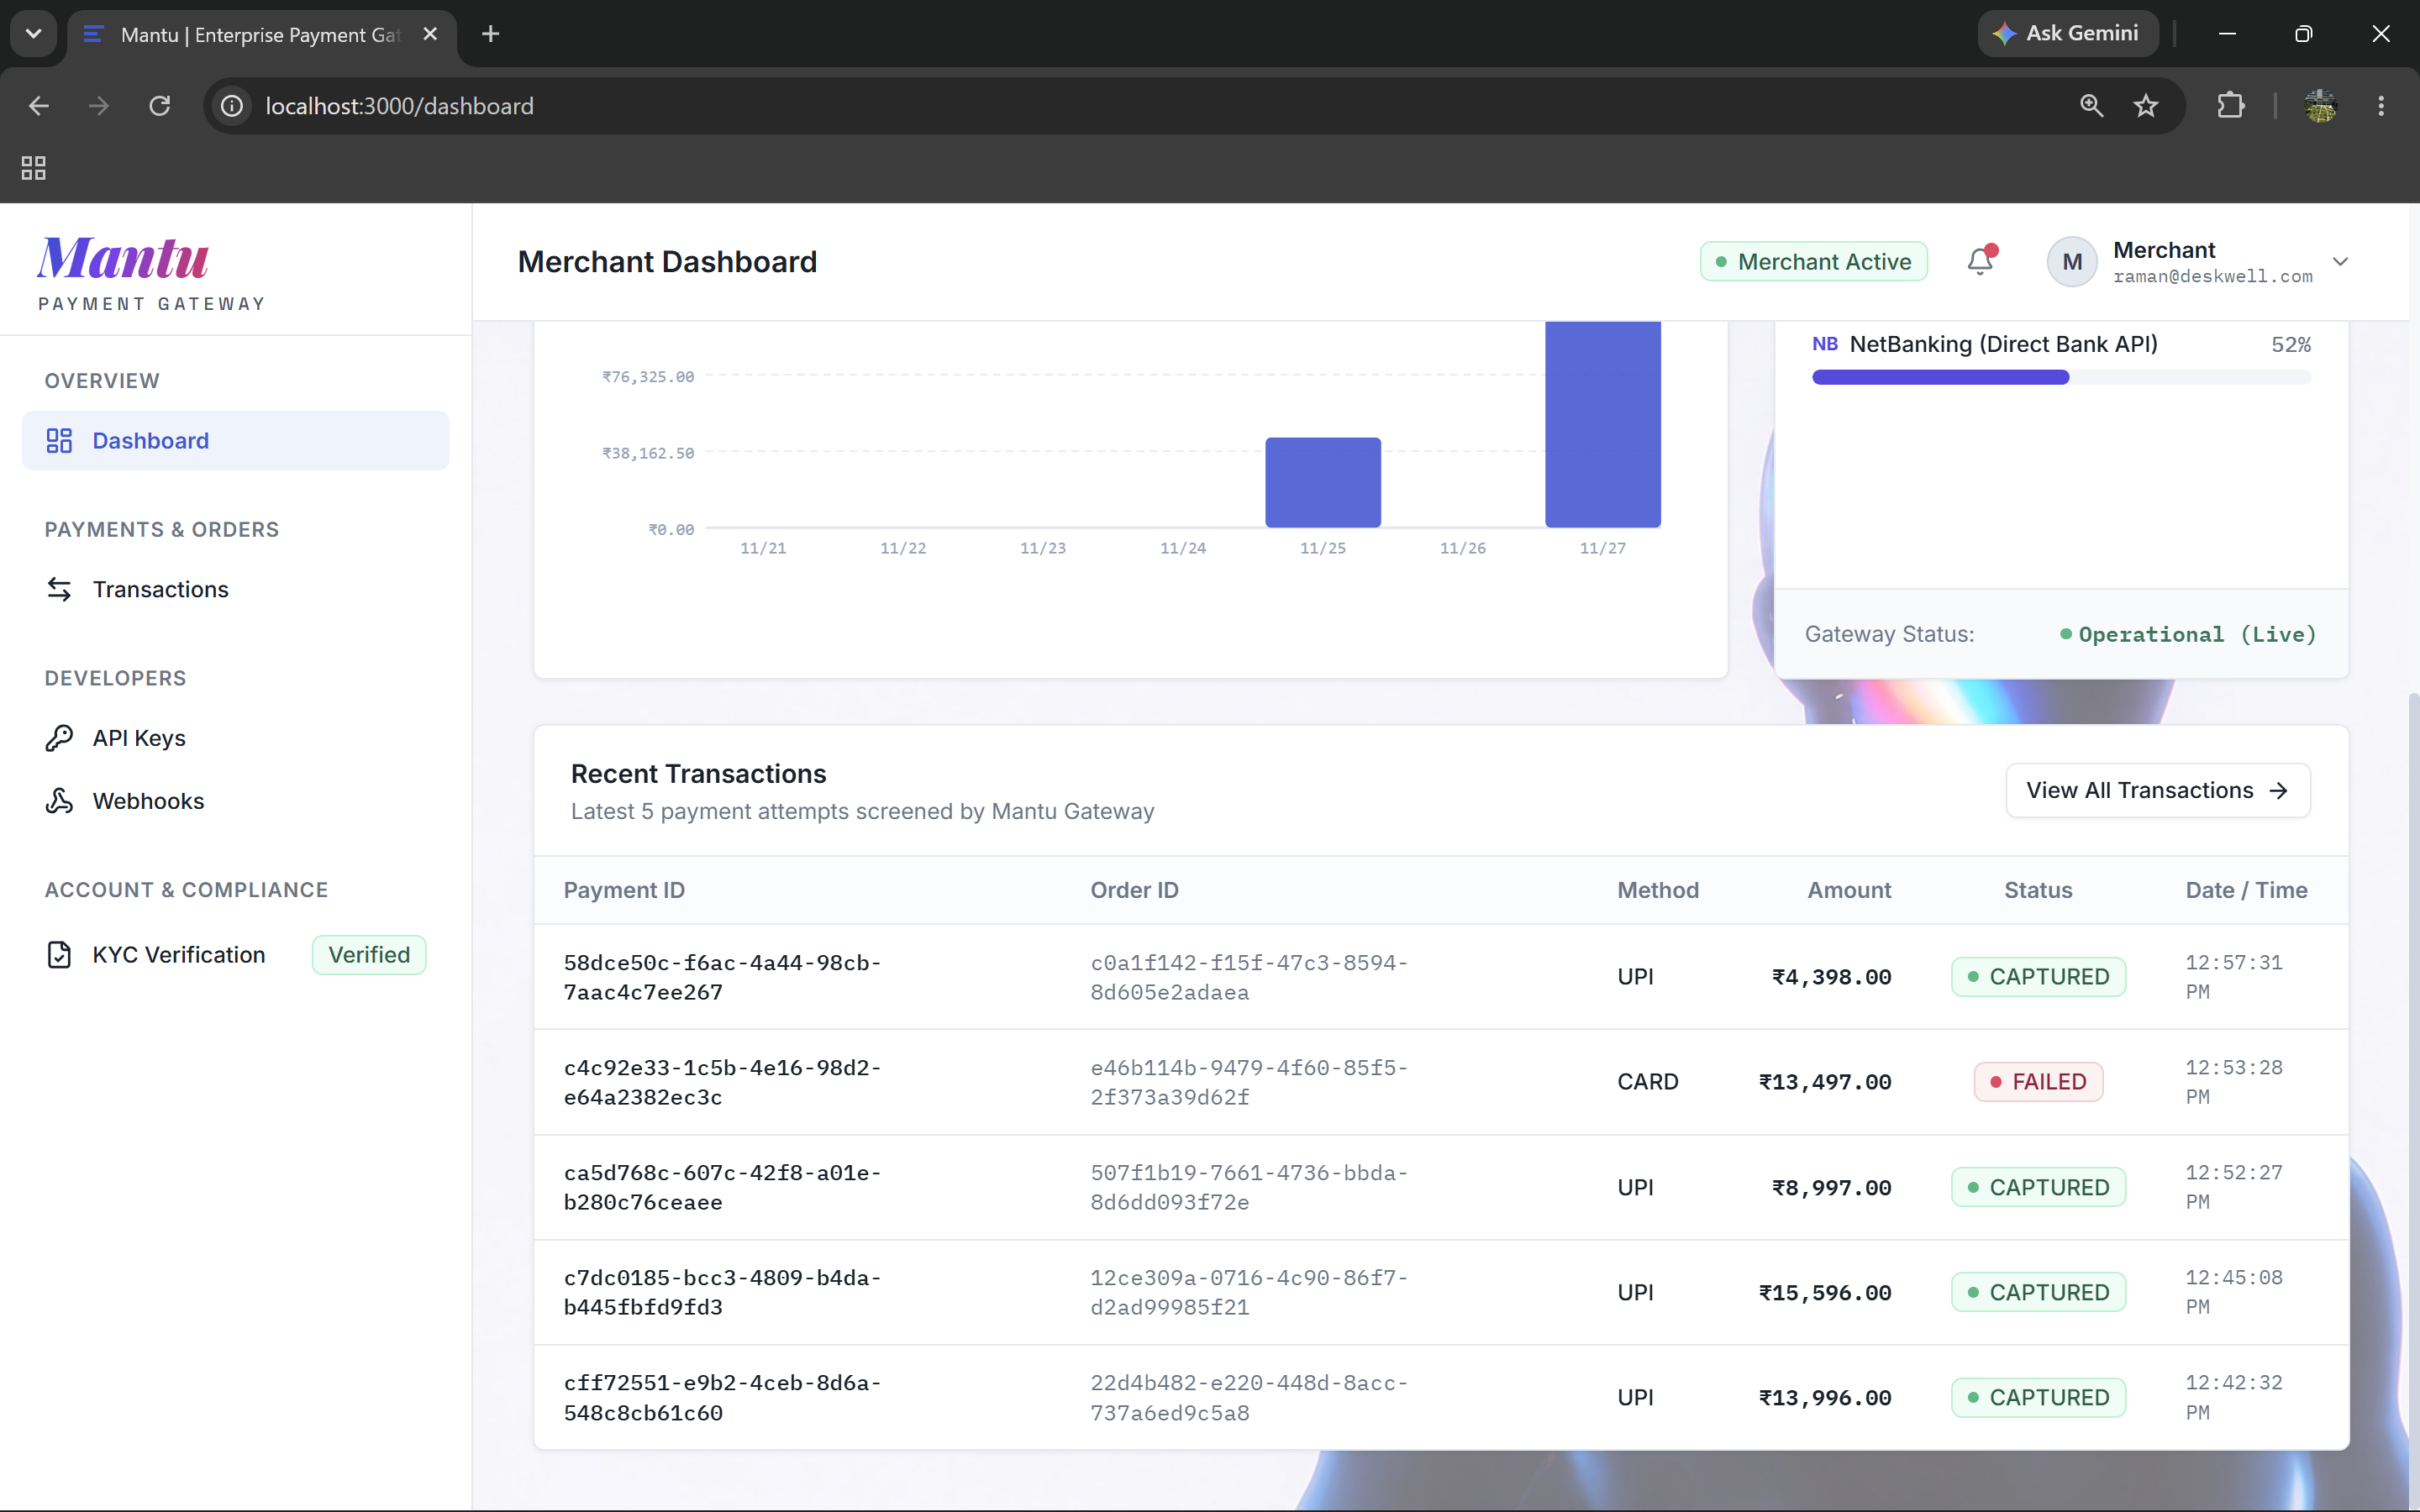 Mantu | Enterprise Payment Gat
Ask Gemini
localhost:3000/dashboard
Mantu
PAYMENT GATEWAY
OVERVIEW
Dashboard
PAYMENTS & ORDERS
Transactions
DEVELOPERS
API Keys
Webhooks
ACCOUNT & COMPLIANCE
KYC Verification Verified
Merchant Dashboard
Merchant Active
M
Merchant
raman@deskwell.com
₹76,325.00
₹38,162.50
₹0.00
11/21 11/22 11/23 11/24 11/25 11/26 11/27
NB NetBanking (Direct Bank API) 52%
Gateway Status: Operational (Live)
Recent Transactions
Latest 5 payment attempts screened by Mantu Gateway
View All Transactions
Payment ID Order ID Method Amount Status Date / Time
58dce50c-f6ac-4a44-98cb- c0a1f142-f15f-47c3-8594- 12:57:31
UPI ₹4,398.00 CAPTURED
7aac4c7ee267 8d605e2adaea PM
c4c92e33-1c5b-4e16-98d2- e46b114b-9479-4f60-85f5- 12:53:28
CARD ₹13,497.00 FAILED
e64a2382ec3c 2f373a39d62f PM
ca5d768c-607c-42f8-a01e- 507f1b19-7661-4736-bbda- 12:52:27
UPI ₹8,997.00 CAPTURED
b280c76ceaee 8d6dd093f72e PM
c7dc0185-bcc3-4809-b4da- 12ce309a-0716-4c90-86f7- 12:45:08
UPI ₹15,596.00 CAPTURED
b445fbfd9fd3 d2ad99985f21 PM
cff72551-e9b2-4ceb-8d6a- 22d4b482-e220-448d-8acc- 12:42:32
UPI ₹13,996.00 CAPTURED
548c8cb61c60 737a6ed9c5a8 PM